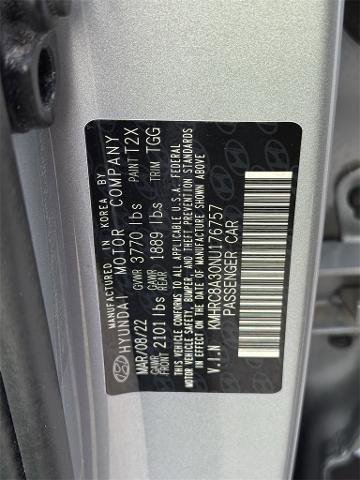 MANUFACTURED IN KOREA BY
HYUNDAI MOTOR COMPANY
MAR/08/22 GVWR 3770 lbs PAINT T2X
GAWR FRONT 2101 lbs GAWR REAR 1889 lbs TRIM TGG
THIS VEHICLE CONFORMS TO ALL APPLICABLE U.S.A. FEDERAL
MOTOR VEHICLE SAFETY, BUMPER, AND THEFT PREVENTION STANDARDS
IN EFFECT ON THE DATE OF MANUFACTURE SHOWN ABOVE
V.I.N KMHRC8A30NU176757
PASSENGER CAR